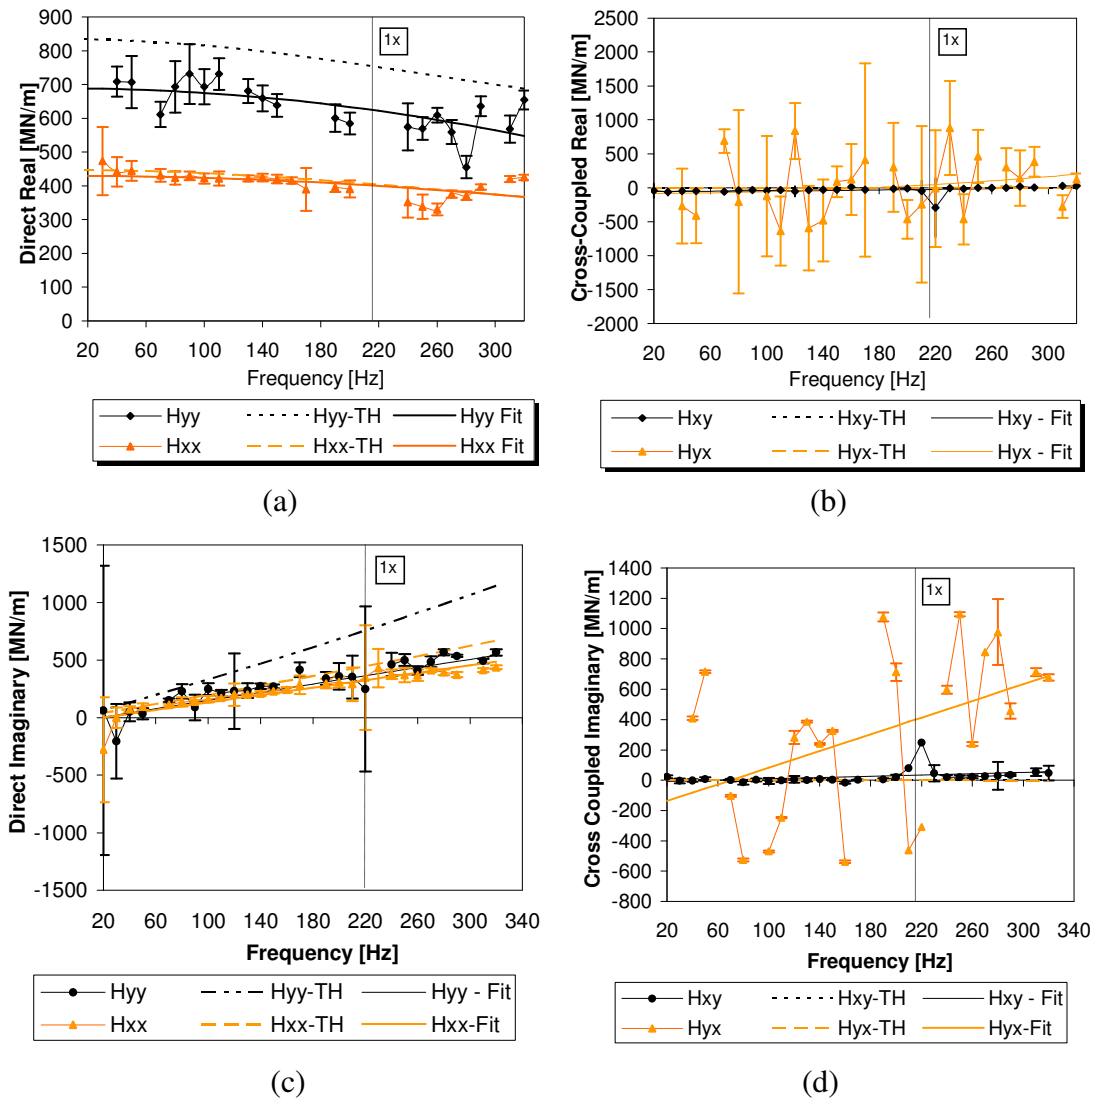 Direct Real [MN/m]
900
800
700
600
500
400
300
200
100
0
1x
20 60 100 140 180 220 260 300
Frequency [Hz]
Hyy Hyy-TH Hyy Fit
Hxx Hxx-TH Hxx Fit
(a)
Cross-Coupled Real [MN/m]
2500
2000
1500
1000
500
0
-500
-1000
-1500
-2000
1x
20 60 100 140 180 220 260 300
Frequency [Hz]
Hxy Hxy-TH Hxy - Fit
Hyx Hyx-TH Hyx - Fit
(b)
Direct Imaginary [MN/m]
1500
1000
500
0
-500
-1000
-1500
1x
20 60 100 140 180 220 260 300 340
Frequency [Hz]
Hyy Hyy-TH Hyy - Fit
Hxx Hxx-TH Hxx-Fit
(c)
Cross Coupled Imaginary [MN/m]
1400
1200
1000
800
600
400
200
0
-200
-400
-600
-800
1x
20 60 100 140 180 220 260 300 340
Frequency [Hz]
Hxy Hxy-TH Hxy - Fit
Hyx Hyx-TH Hyx-Fit
(d)